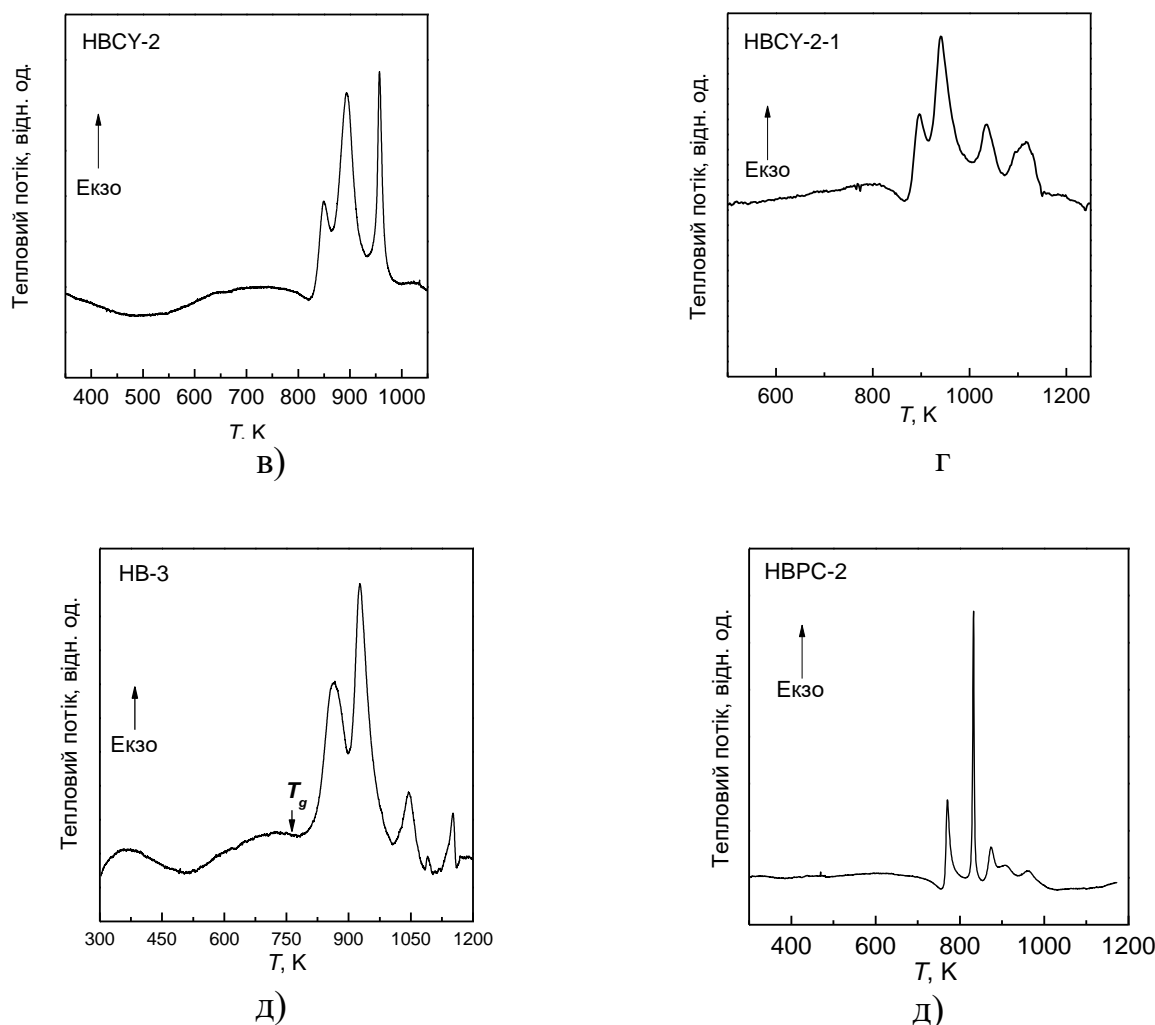 HBCY-2
Тепловий потік, відн. од.
Екзо
400 500 600 700 800 900 1000
T, K
в)
HBCY-2-1
Тепловий потік, відн. од.
Екзо
600 800 1000 1200
T, K
г
HB-3
Тепловий потік, відн. од.
Екзо
Tg
300 450 600 750 900 1050 1200
T, K
д)
HBPC-2
Тепловий потік, відн. од.
Екзо
400 600 800 1000 1200
T, K
д)